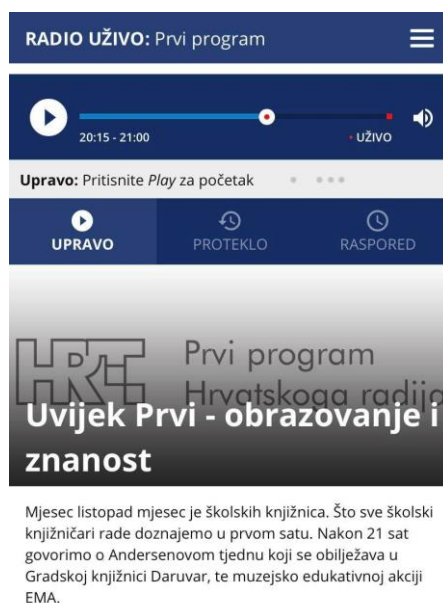 RADIO UŽIVO: Prvi program
20:15 - 21:00
UŽIVO
Upravo: Pritisnite Play za početak
UPRAVO
PROTEKLO
RASPORED
HRT
Prvi program
Hrvatskoga radija
Uvijek Prvi - obrazovanje i
znanost
Mjesec listopad mjesec je školskih knjižnica. Što sve školski
knjižničari rade doznajemo u prvom satu. Nakon 21 sat
govorimo o Andersenovom tjednu koji se obilježava u
Gradskoj knjižnici Daruvar, te muzejsko edukativnoj akciji
EMA.